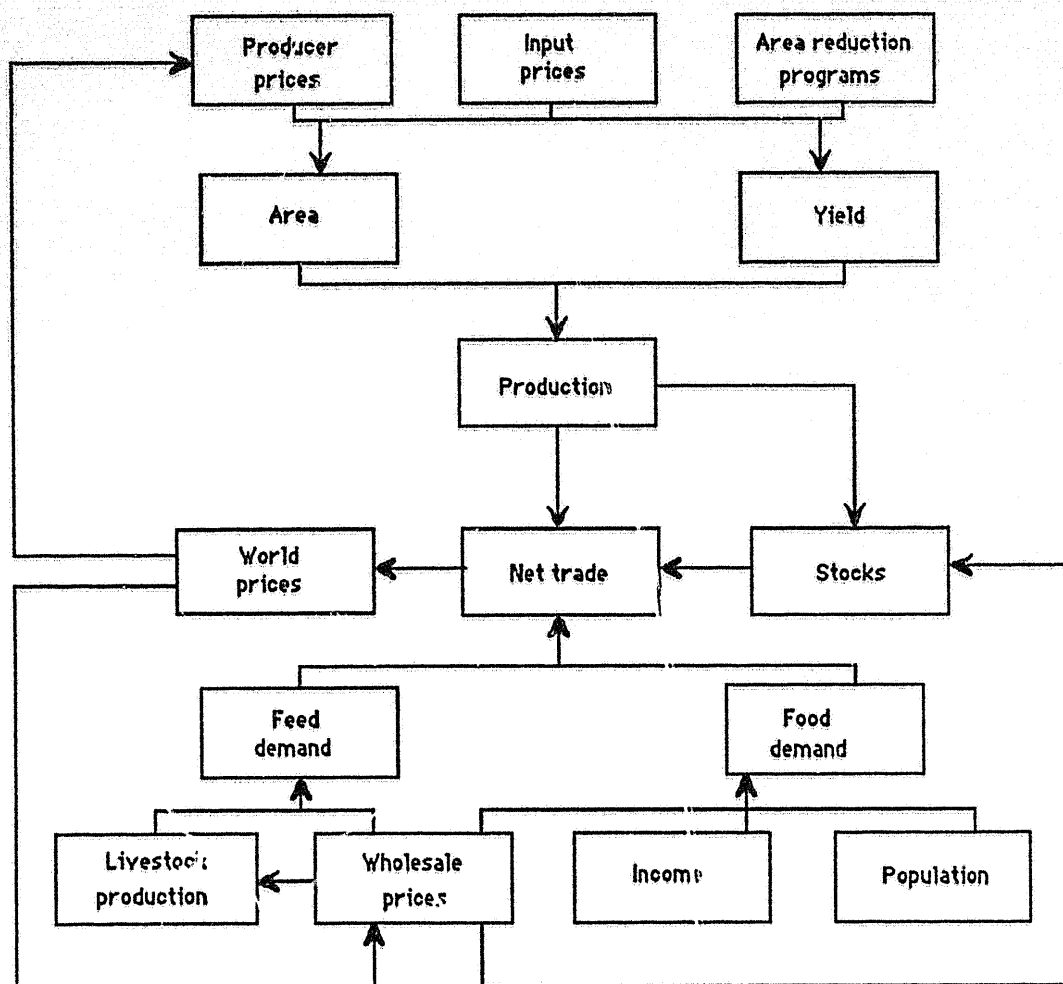 Producer
prices
Input
prices
Area reduction
programs
Area
Yield
Production
World
prices
Net trade
Stocks
Feed
demand
Food
demand
Livestock
production
Wholesale
prices
Income
Population